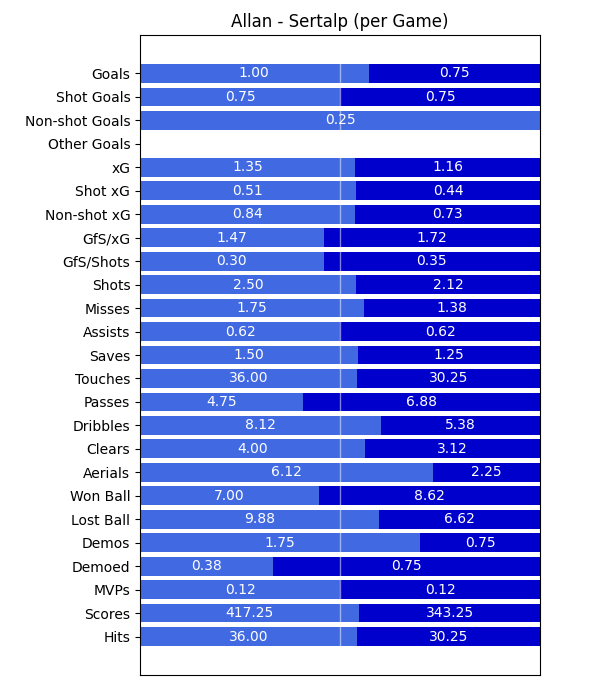 Allan - Sertalp (per Game)
Goals 1.00 0.75
Shot Goals 0.75 0.75
Non-shot Goals 0.25
Other Goals
xG 1.35 1.16
Shot xG 0.51 0.44
Non-shot xG 0.84 0.73
GfS/xG 1.47 1.72
GfS/Shots 0.30 0.35
Shots 2.50 2.12
Misses 1.75 1.38
Assists 0.62 0.62
Saves 1.50 1.25
Touches 36.00 30.25
Passes 4.75 6.88
Dribbles 8.12 5.38
Clears 4.00 3.12
Aerials 6.12 2.25
Won Ball 7.00 8.62
Lost Ball 9.88 6.62
Demos 1.75 0.75
Demoed 0.38 0.75
MVPs 0.12 0.12
Scores 417.25 343.25
Hits 36.00 30.25